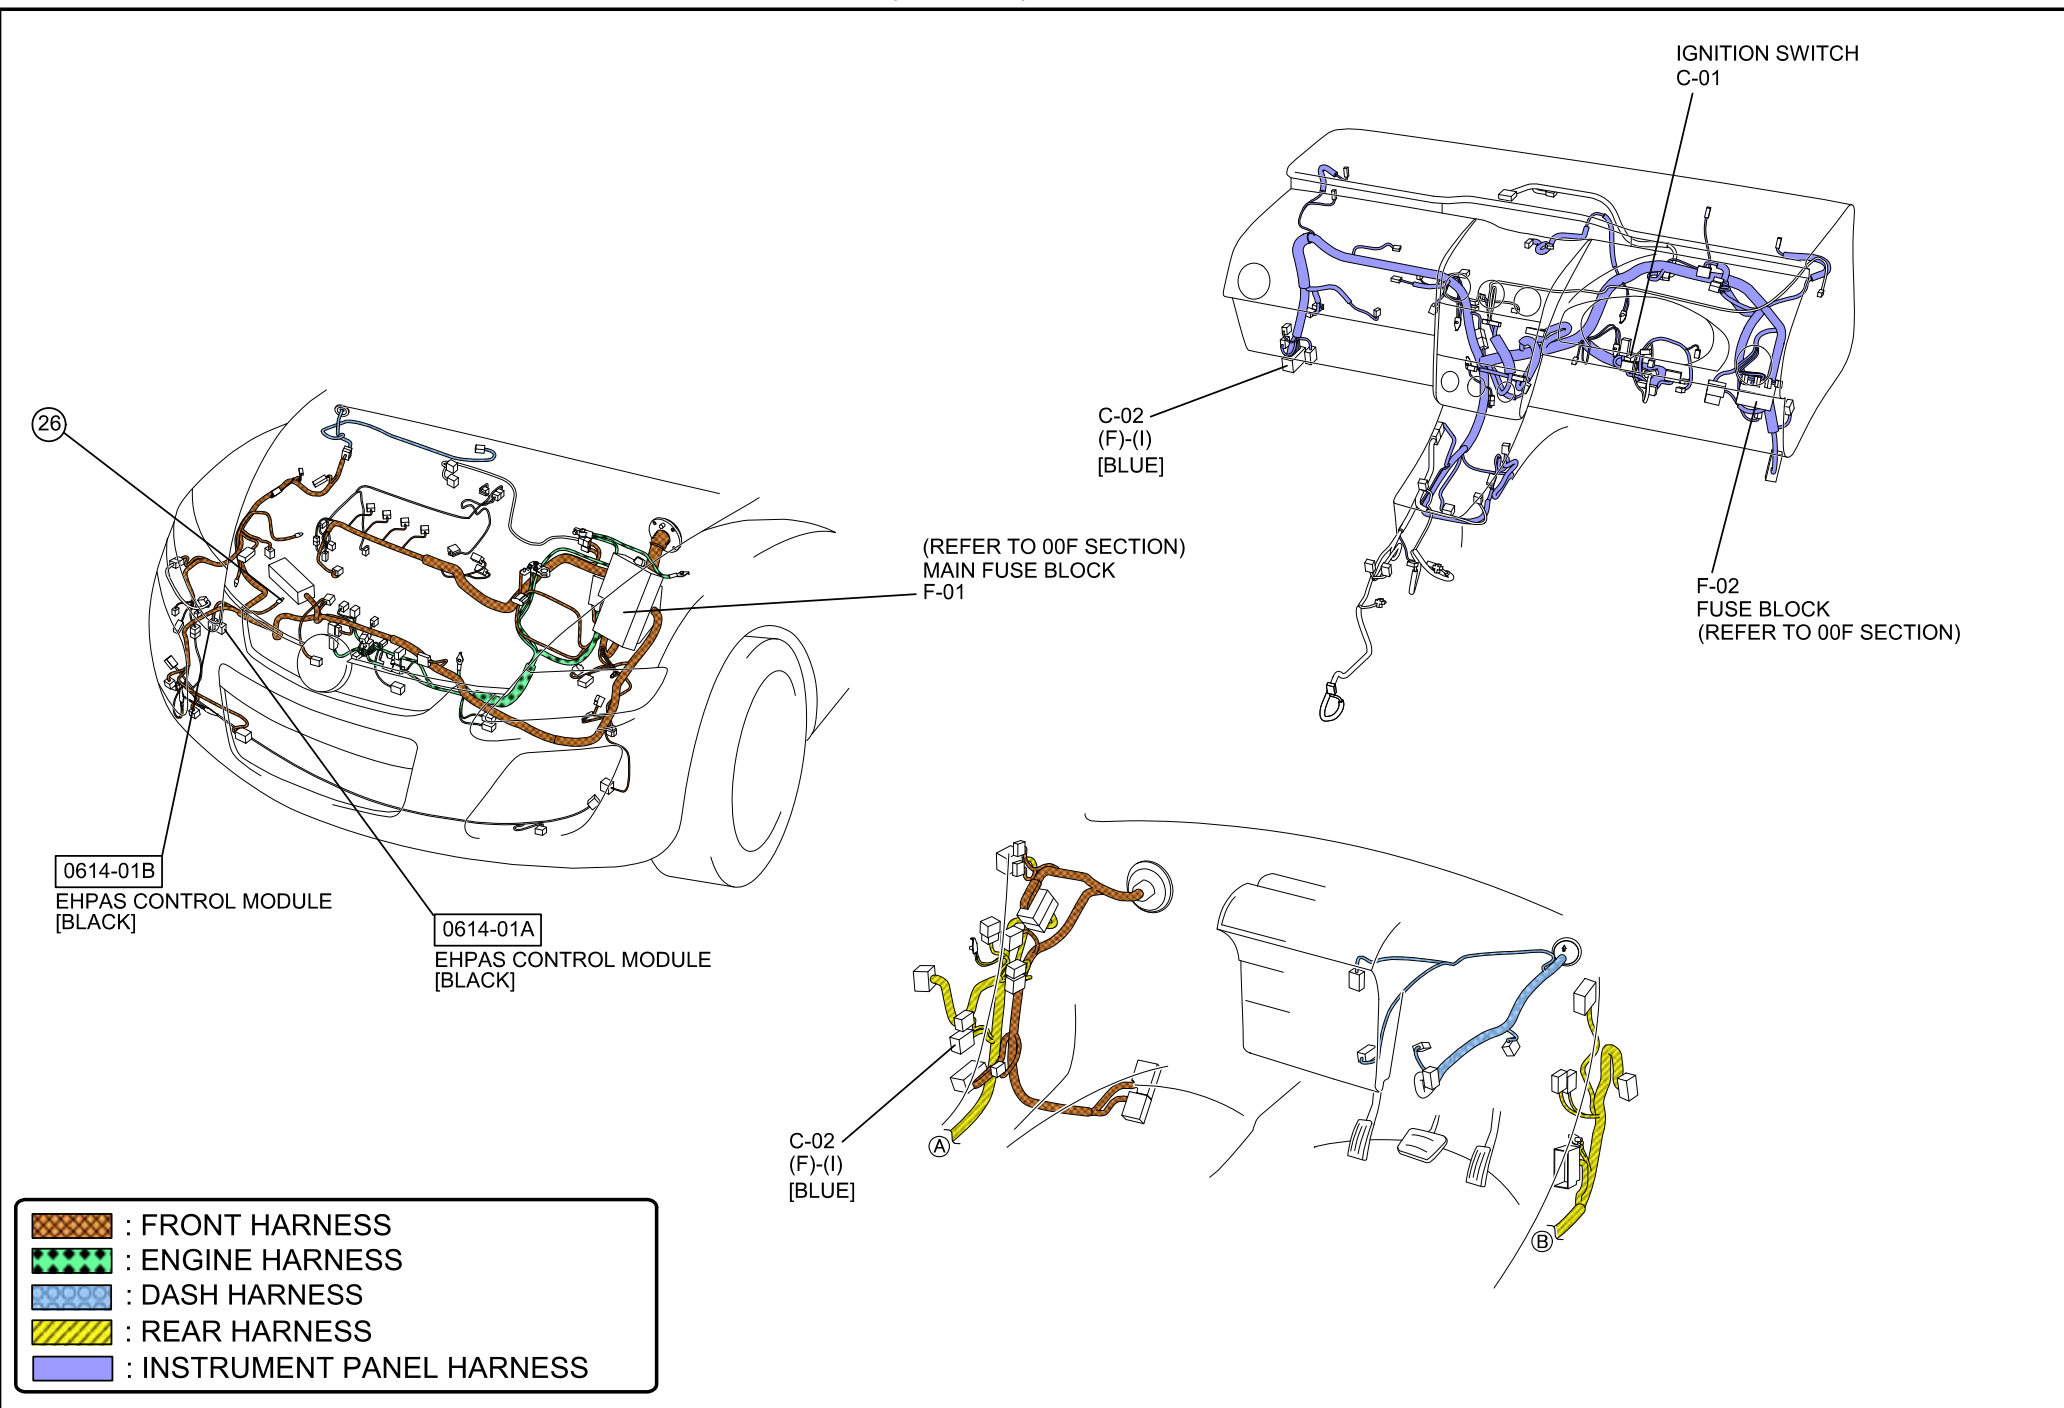 IGNITION SWITCH
C-01
26
C-02
(F)-(I)
[BLUE]
(REFER TO 00F SECTION)
MAIN FUSE BLOCK
F-01
F-02
FUSE BLOCK
(REFER TO 00F SECTION)
0614-01B
EHPAS CONTROL MODULE
[BLACK]
0614-01A
EHPAS CONTROL MODULE
[BLACK]
C-02
(F)-(I)
[BLUE]
A
B
: FRONT HARNESS
: ENGINE HARNESS
: DASH HARNESS
: REAR HARNESS
: INSTRUMENT PANEL HARNESS